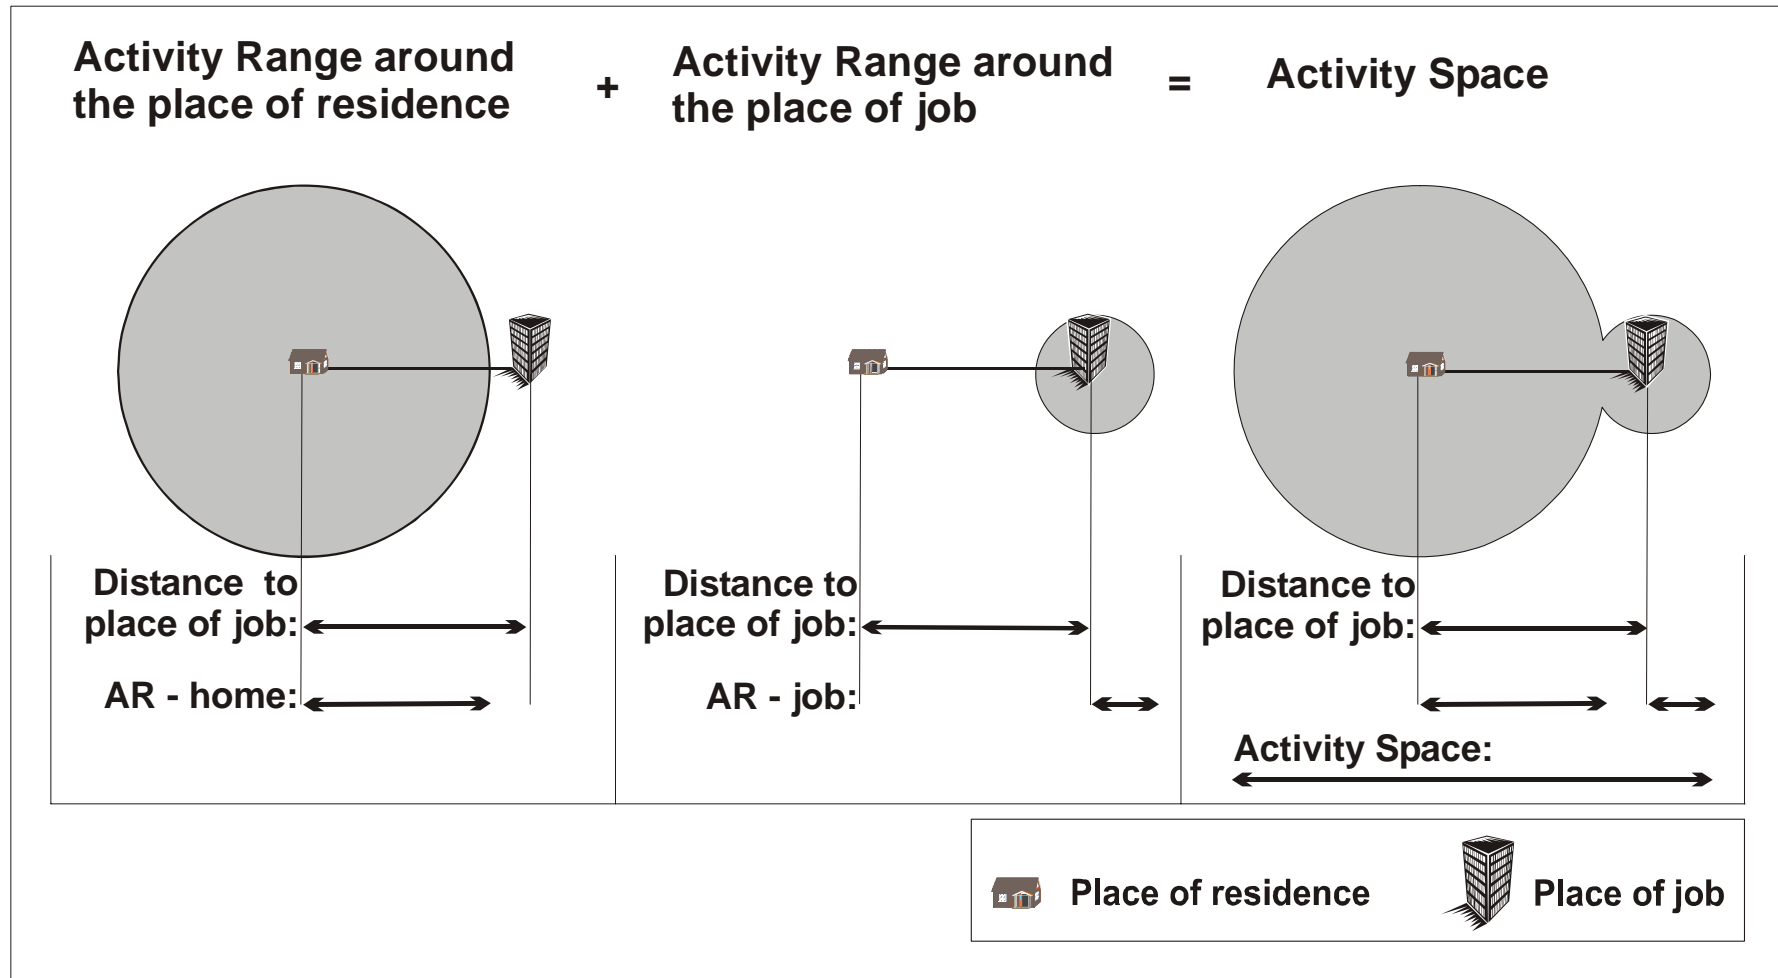 Activity Range around
the place of residence
+
Activity Range around
the place of job
=
Activity Space
Distance to
place of job:
AR - home:
Distance to
place of job:
AR - job:
Distance to
place of job:
Activity Space:
Place of residence
Place of job